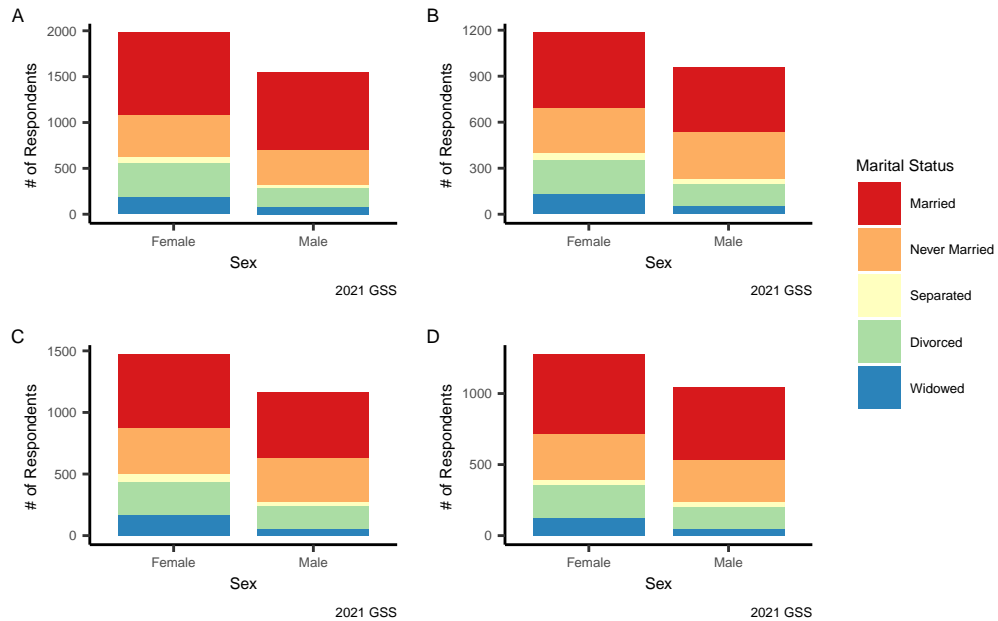 A
2000
1500
1000
500
0
# of Respondents
Female
Male
Sex
2021 GSS
B
1200
900
600
300
0
# of Respondents
Female
Male
Sex
2021 GSS
C
1500
1000
500
0
# of Respondents
Female
Male
Sex
2021 GSS
D
1000
500
0
# of Respondents
Female
Male
Sex
2021 GSS
Marital Status
Married
Never Married
Separated
Divorced
Widowed